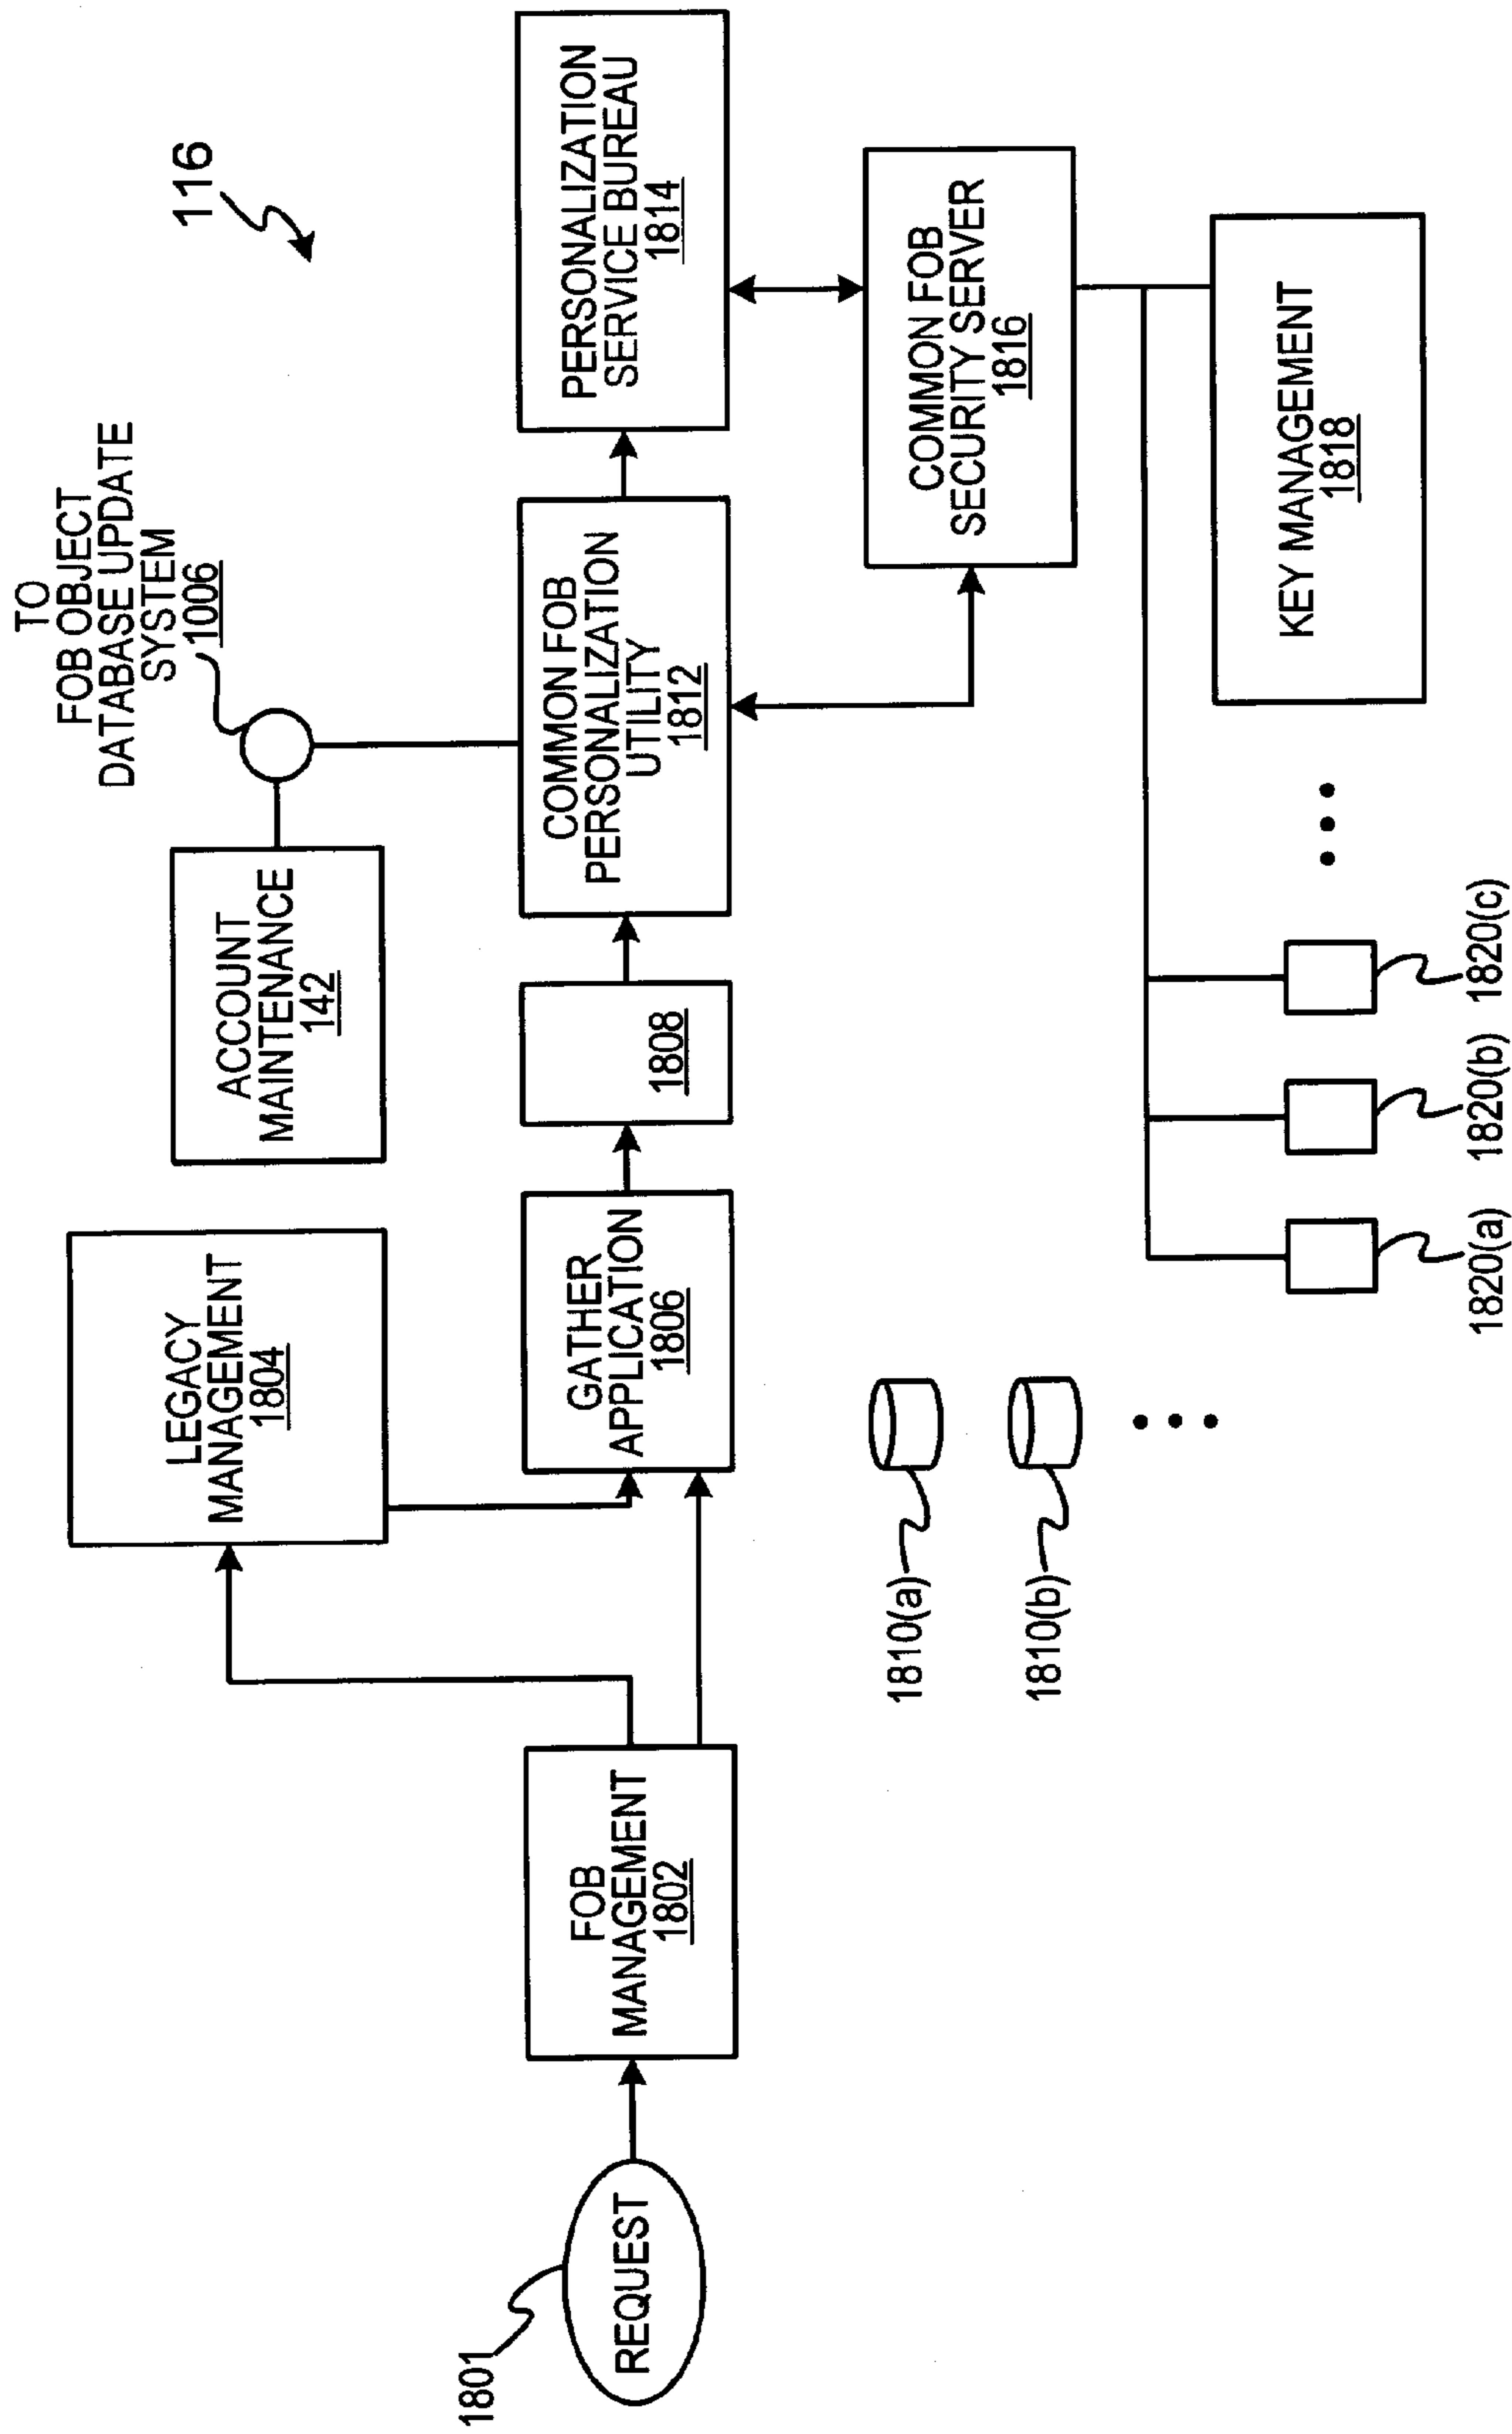 116
TO
FOB OBJECT
DATABASE UPDATE
SYSTEM
1006
ACCOUNT
MAINTENANCE
142
LEGACY
MANAGEMENT
1804
1801
REQUEST
FOB
MANAGEMENT
1802
GATHER
APPLICATION
1806
1808
COMMON FOB
PERSONALIZATION
UTILITY
1812
PERSONALIZATION
SERVICE BUREAU
1814
1810(a)
1810(b)
COMMON FOB
SECURITY SERVER
1816
KEY MANAGEMENT
1818
1820(a)
1820(b)
1820(c)